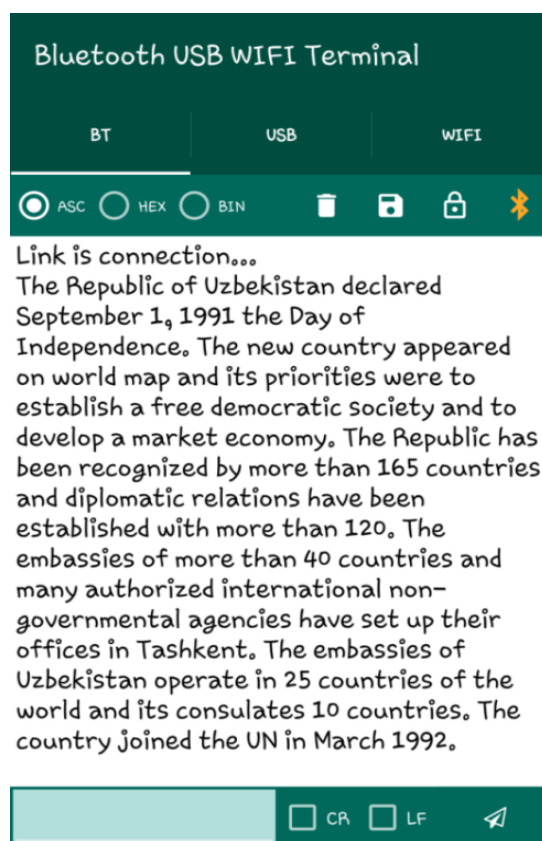 Bluetooth USB WIFI Terminal
BT USB WIFI
ASC HEX BIN
Link is connection...
The Republic of Uzbekistan declared
September 1, 1991 the Day of
Independence. The new country appeared
on world map and its priorities were to
establish a free democratic society and to
develop a market economy. The Republic has
been recognized by more than 165 countries
and diplomatic relations have been
established with more than 120. The
embassies of more than 40 countries and
many authorized international non-
governmental agencies have set up their
offices in Tashkent. The embassies of
Uzbekistan operate in 25 countries of the
world and its consulates 10 countries. The
country joined the UN in March 1992.
CR LF